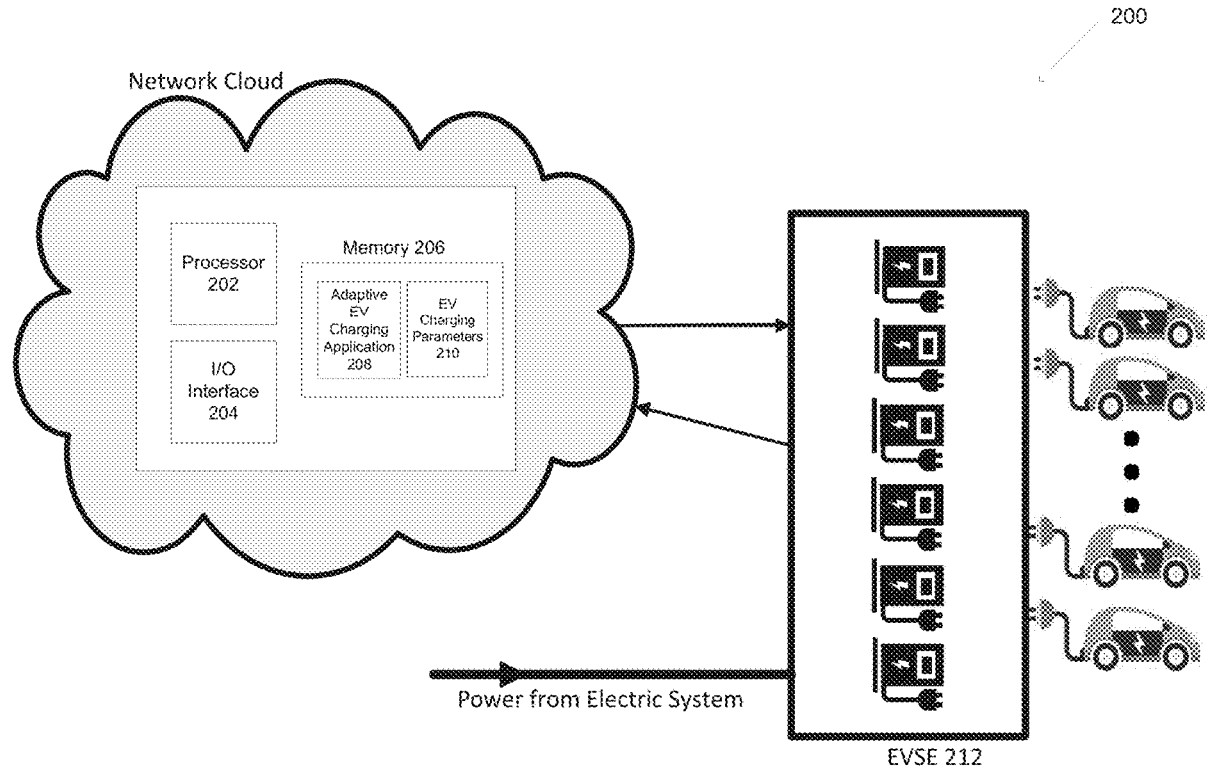 200
Network Cloud
Processor
202
I/O
Interface
204
Memory 206
Adaptive
EV
Charging
Application
208
EV
Charging
Parameters
210
Power from Electric System
EVSE 212